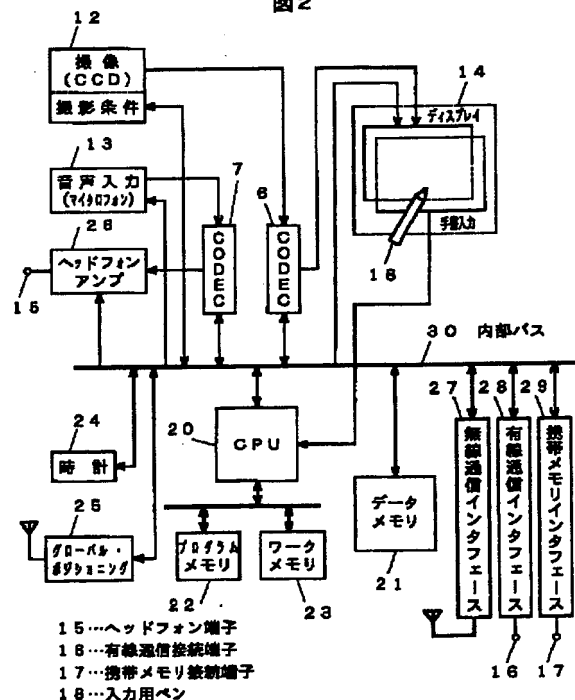 図2
12
撮像
(CCD)
撮影条件
13
音声入力
(マイクロフォン)
26
ヘッドフォン
アンプ
15
7
CODEC
6
CODEC
14
ディスプレイ
手書入力
18
30 内部バス
24
時計
25
グローバル・
ポジショニング
20
CPU
プログラム
メモリ
22
ワーク
メモリ
23
データ
メモリ
21
27
無線通信インタフェース
28
有線通信インタフェース
29
携帯メモリインタフェース
16
17
15…ヘッドフォン端子
16…有線通信接続端子
17…携帯メモリ接続端子
18…入力用ペン